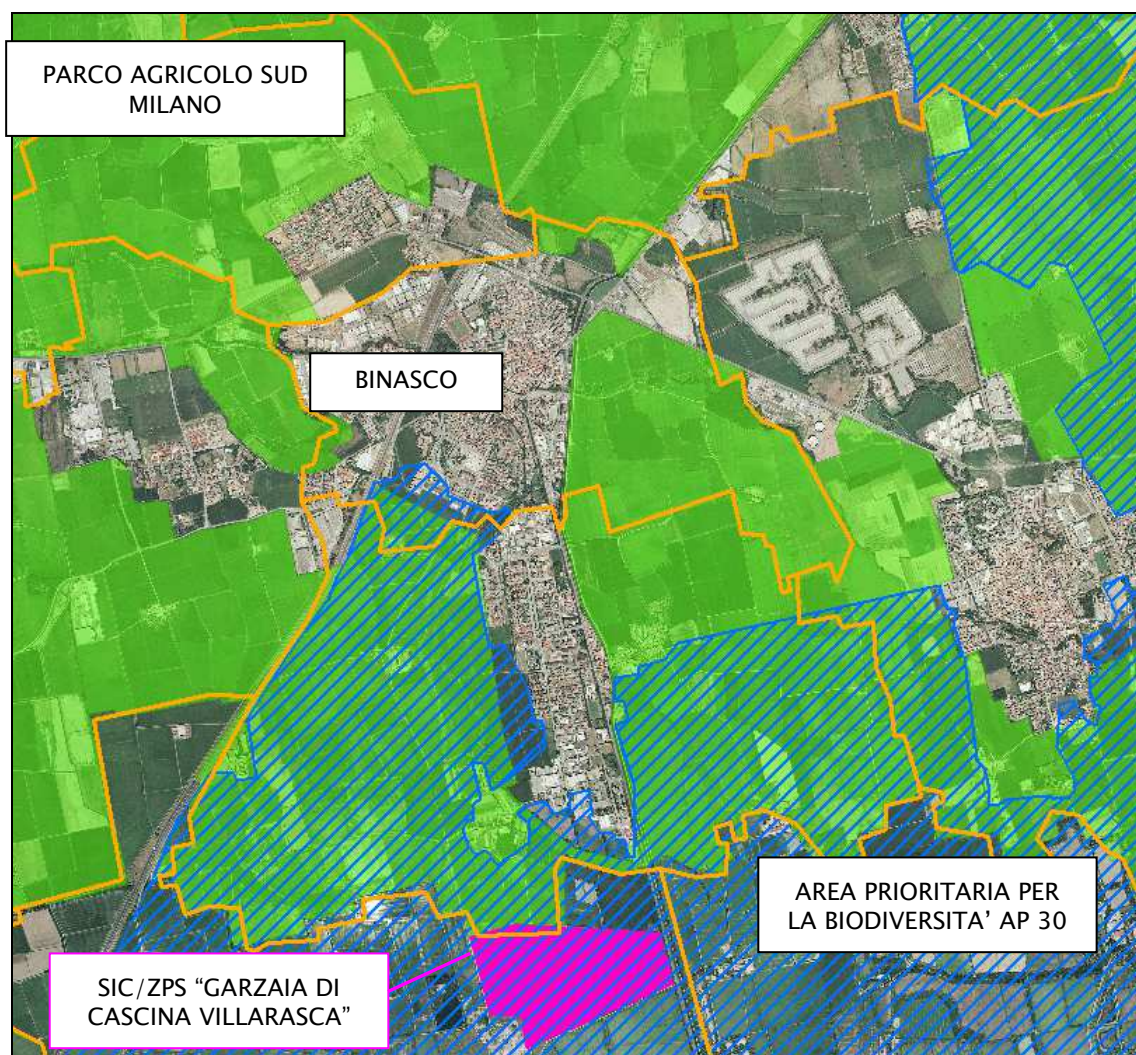 PARCO AGRICOLO SUD
MILANO
BINASCO
AREA PRIORITARIA PER
LA BIODIVERSITA’ AP 30
SIC/ZPS “GARZAIA DI
CASCINA VILLARASCA”